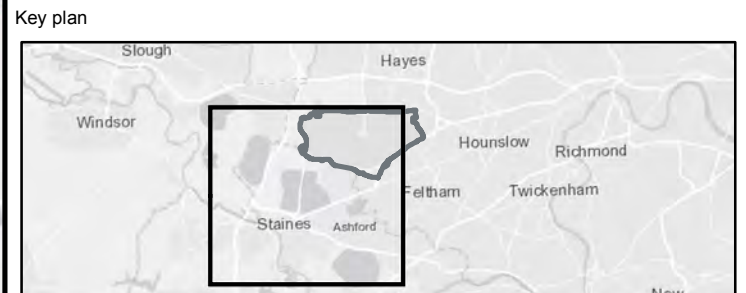 Key plan
Slough
Hayes
Windsor
Hounslow
Richmond
Feltham
Twickenham
Staines
Ashford